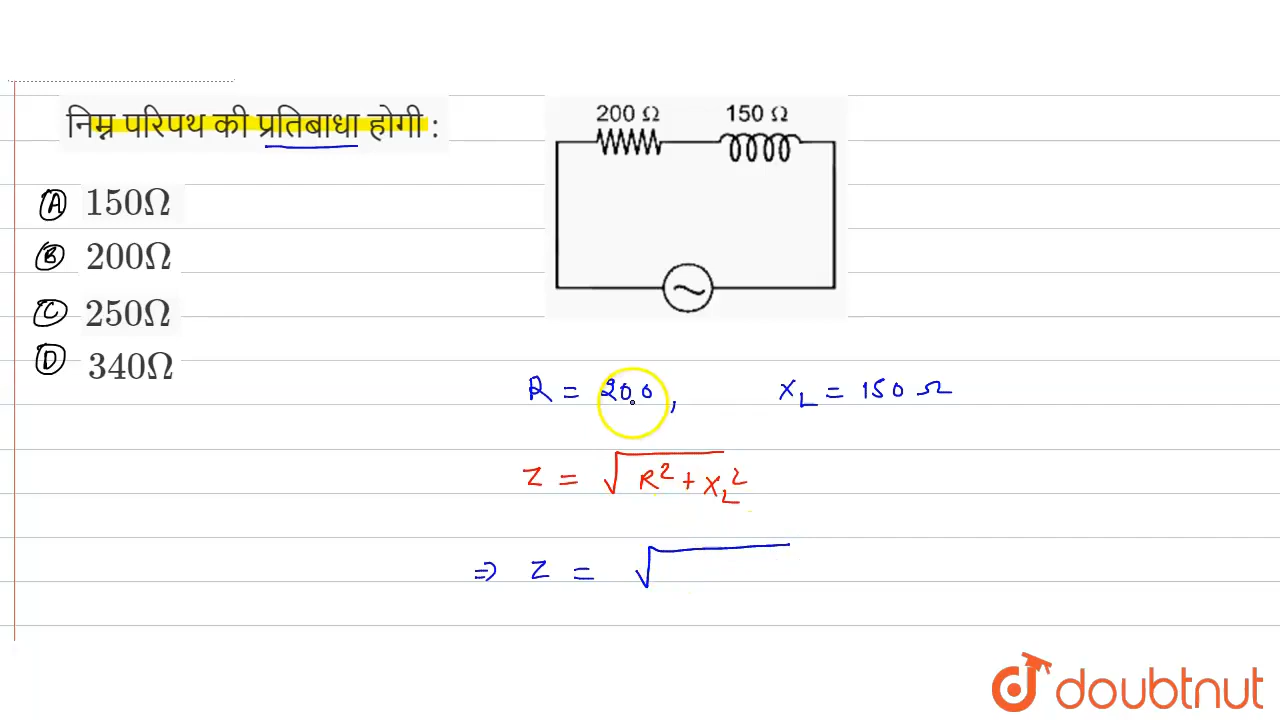 निम्न परिपथ की प्रतिबाधा होगी :
200 Ω 150 Ω
(A) 150Ω
(B) 200Ω
(C) 250Ω
(D) 340Ω
R = 200, X_L = 150 Ω
Z = √(R² + X_L²)
⇒ Z = √
doubtnut